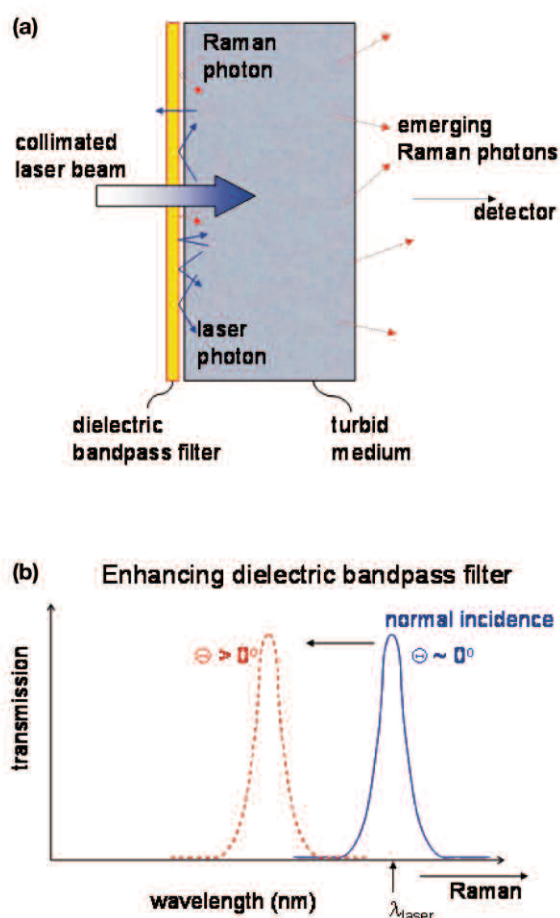 (a)
Raman
photon
collimated
laser beam
emerging
Raman photons
detector
laser
photon
dielectric
bandpass filter
turbid
medium
(b)
Enhancing dielectric bandpass filter
normal incidence
Θ > 0°
Θ ~ 0°
transmission
wavelength (nm)
λlaser
Raman